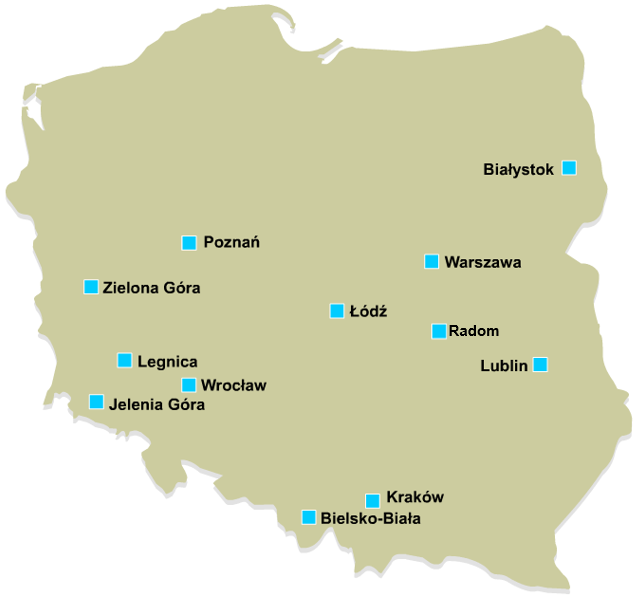 Białystok
Poznań
Warszawa
Zielona Góra
Łódź
Radom
Legnica
Lublin
Wrocław
Jelenia Góra
Kraków
Bielsko-Biała